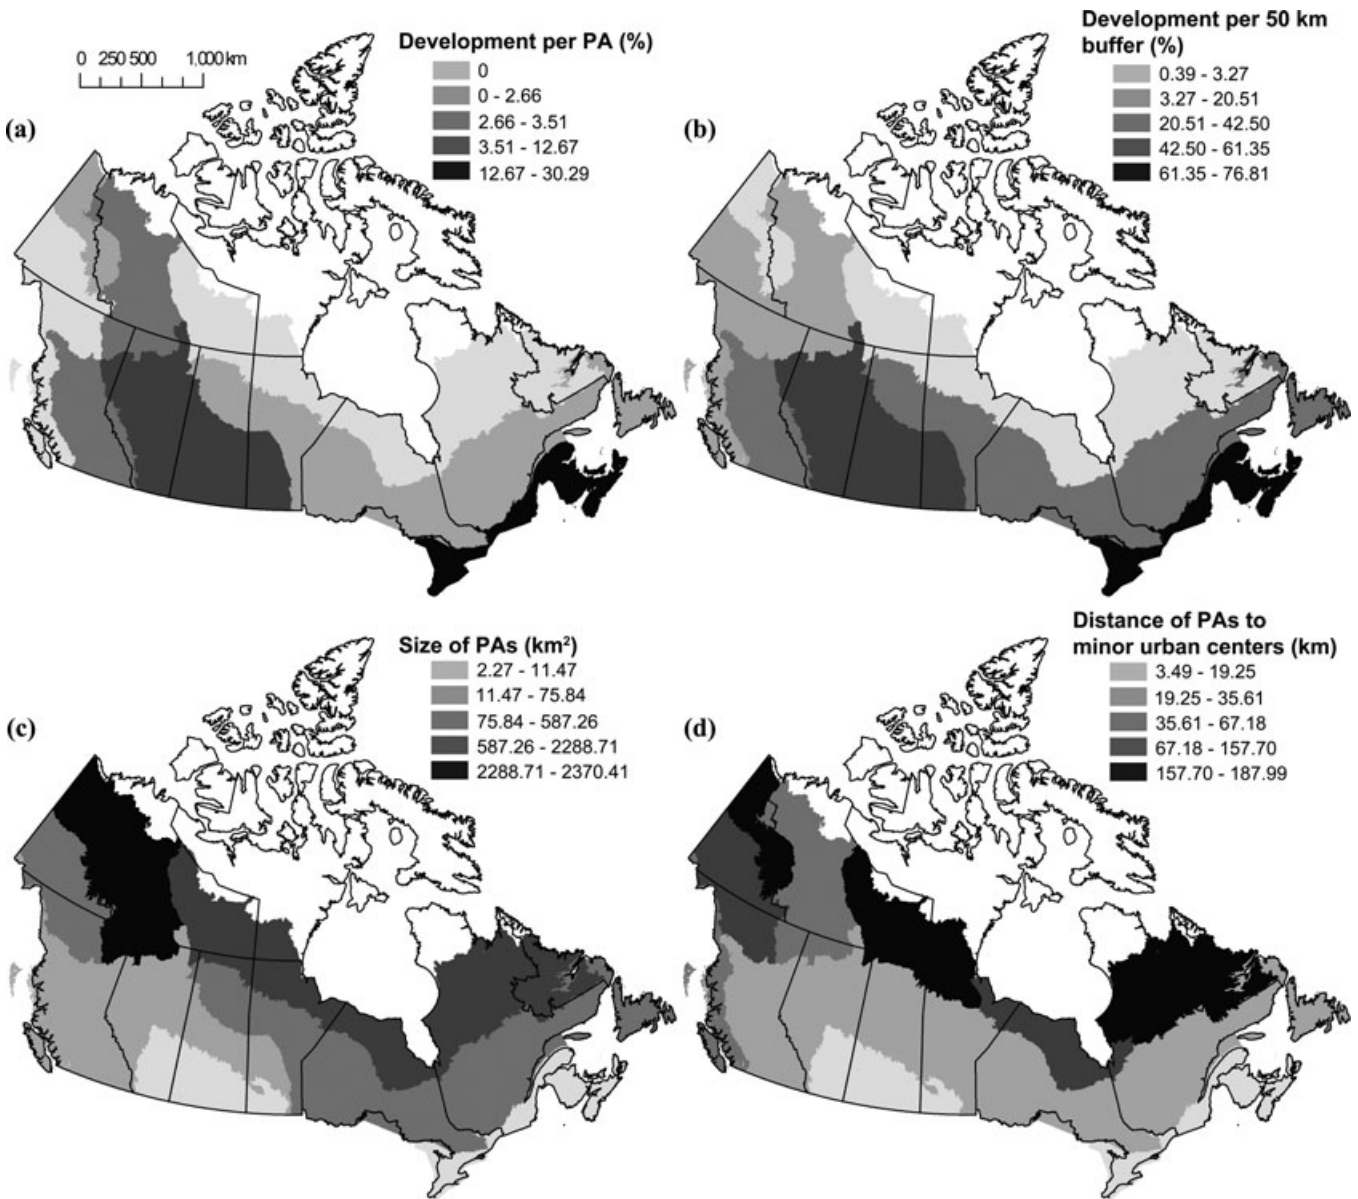 0 250 500 1,000 km
Development per PA (%)
0
0 - 2.66
2.66 - 3.51
3.51 - 12.67
12.67 - 30.29
(a)
Development per 50 km
buffer (%)
0.39 - 3.27
3.27 - 20.51
20.51 - 42.50
42.50 - 61.35
61.35 - 76.81
(b)
Size of PAs (km²)
2.27 - 11.47
11.47 - 75.84
75.84 - 587.26
587.26 - 2288.71
2288.71 - 2370.41
(c)
Distance of PAs to
minor urban centers (km)
3.49 - 19.25
19.25 - 35.61
35.61 - 67.18
67.18 - 157.70
157.70 - 187.99
(d)